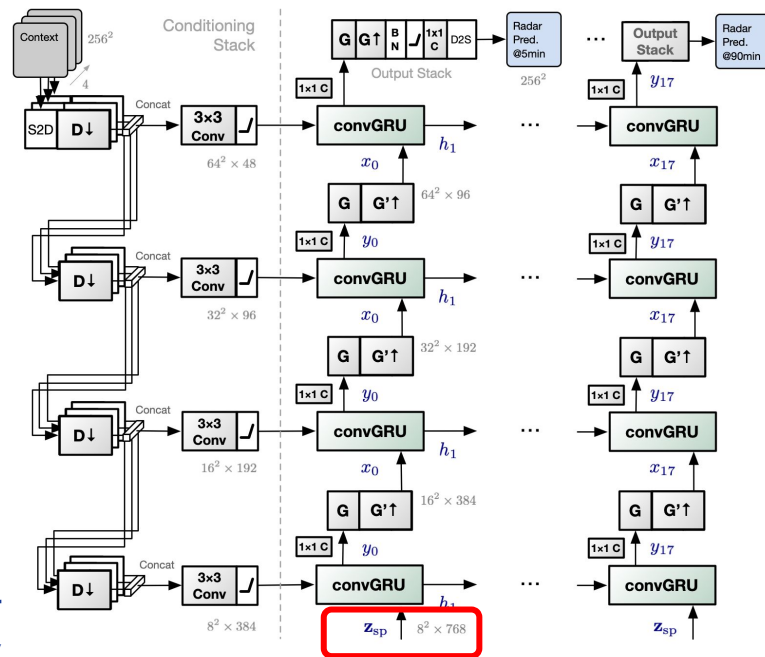 Context
256²
4
Conditioning
Stack
S2D
D↓
Concat
3×3
Conv
64² × 48
G
G↑
B
N
1x1
C
D2S
Output Stack
Radar
Pred.
@5min
256²
...
Output
Stack
Radar
Pred.
@90min
1×1 C
1×1 C
y₁₇
convGRU
h₁
...
convGRU
x₀
x₁₇
G
G'↑
64² × 96
G
G'↑
1×1 C
y₀
1×1 C
y₁₇
D↓
Concat
3×3
Conv
32² × 96
convGRU
h₁
...
convGRU
x₀
x₁₇
G
G'↑
32² × 192
G
G'↑
1×1 C
y₀
1×1 C
y₁₇
D↓
Concat
3×3
Conv
16² × 192
convGRU
h₁
...
convGRU
x₀
x₁₇
G
G'↑
16² × 384
G
G'↑
1×1 C
y₀
1×1 C
y₁₇
D↓
Concat
3×3
Conv
8² × 384
convGRU
h₁
...
convGRU
z_sp
8² × 768
z_sp